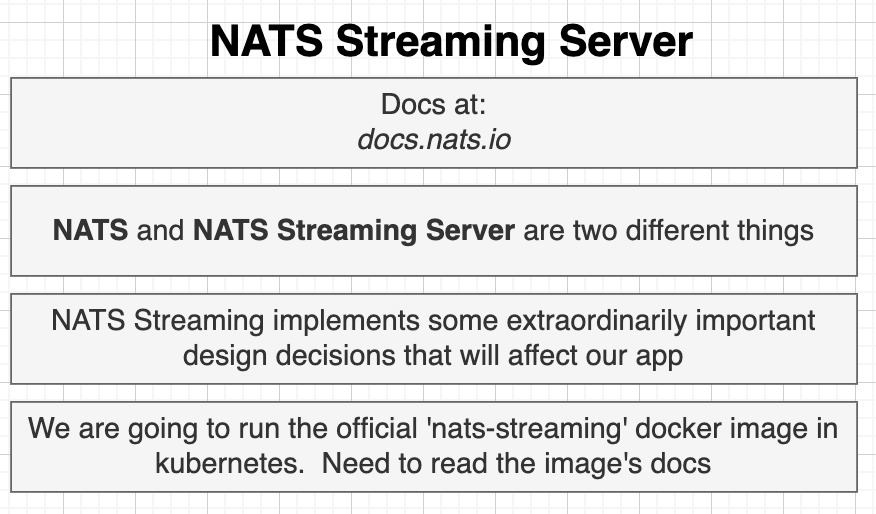 NATS Streaming Server
Docs at:
docs.nats.io
NATS and NATS Streaming Server are two different things
NATS Streaming implements some extraordinarily important
design decisions that will affect our app
We are going to run the official 'nats-streaming' docker image in
kubernetes.  Need to read the image's docs